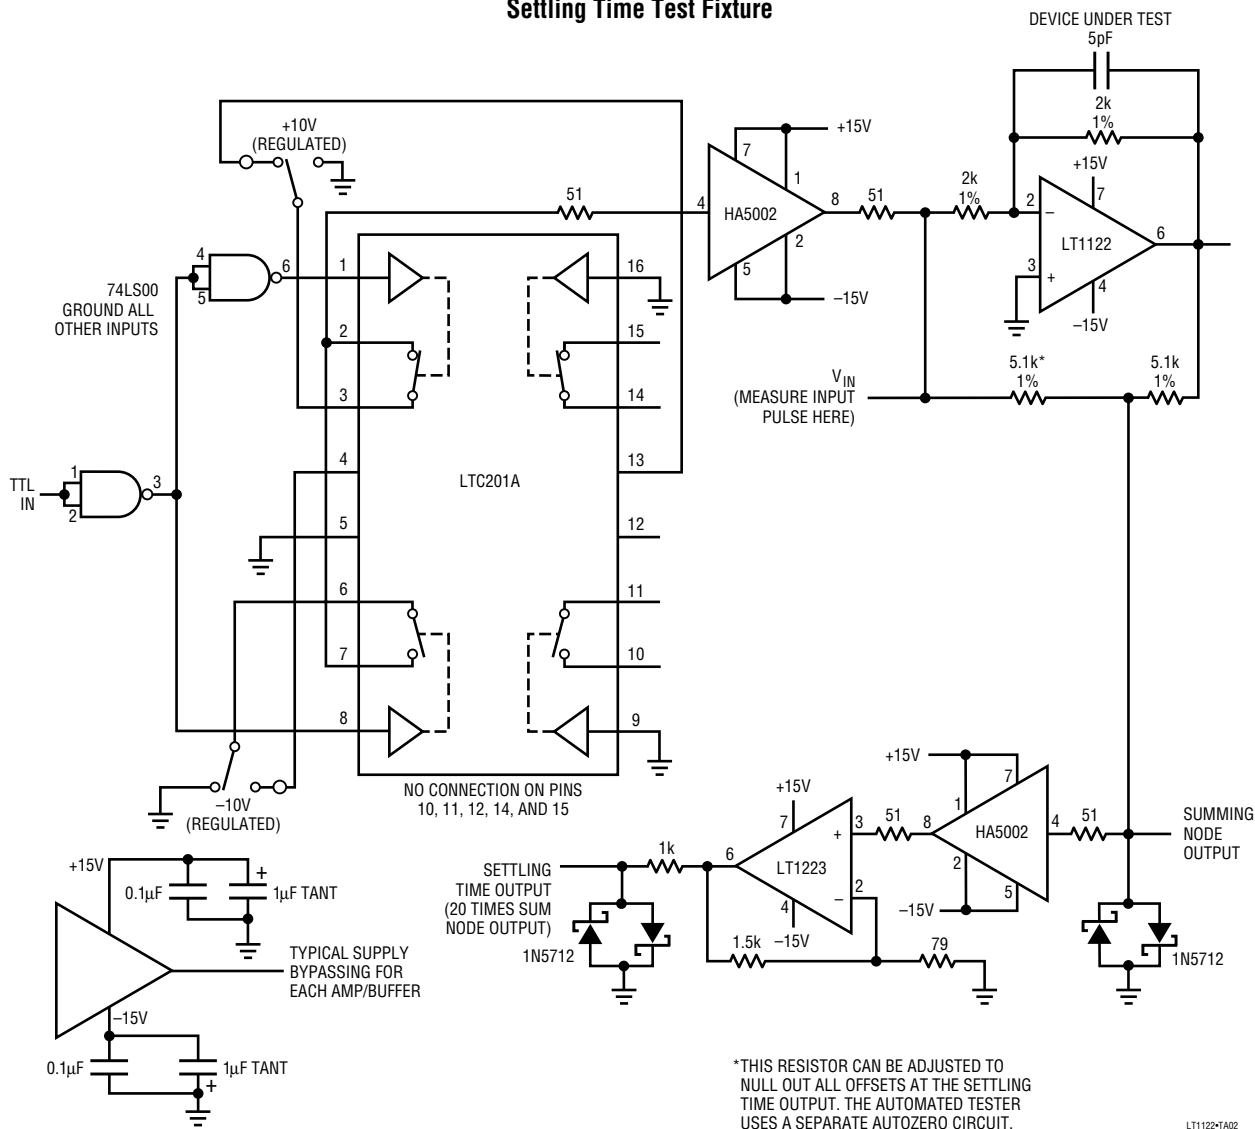 Settling Time Test Fixture
DEVICE UNDER TEST
5pF
2k
1%
+15V
7
2
–
LT1122
6
3
+
4
–15V
+10V
(REGULATED)
+15V
7
1
51
4
HA5002
8
51
2k
1%
5
2
–15V
4
5
6
74LS00
GROUND ALL
OTHER INPUTS
1
16
2
15
3
14
4
13
LTC201A
5
12
6
11
7
10
8
9
TTL
IN
1
2
3
VIN
(MEASURE INPUT
PULSE HERE)
5.1k*
1%
5.1k
1%
–10V
(REGULATED)
NO CONNECTION ON PINS
10, 11, 12, 14, AND 15
+15V
7
1
51
8
HA5002
4
51
2
5
–15V
SUMMING
NODE
OUTPUT
1N5712
+15V
7
3
+
LT1223
6
2
–
4
–15V
1k
1.5k
79
SETTLING
TIME OUTPUT
(20 TIMES SUM
NODE OUTPUT)
1N5712
+15V
0.1µF
+
1µF TANT
TYPICAL SUPPLY
BYPASSING FOR
EACH AMP/BUFFER
–15V
0.1µF
1µF TANT
+
*THIS RESISTOR CAN BE ADJUSTED TO
NULL OUT ALL OFFSETS AT THE SETTLING
TIME OUTPUT. THE AUTOMATED TESTER
USES A SEPARATE AUTOZERO CIRCUIT.
LT1122•TA02